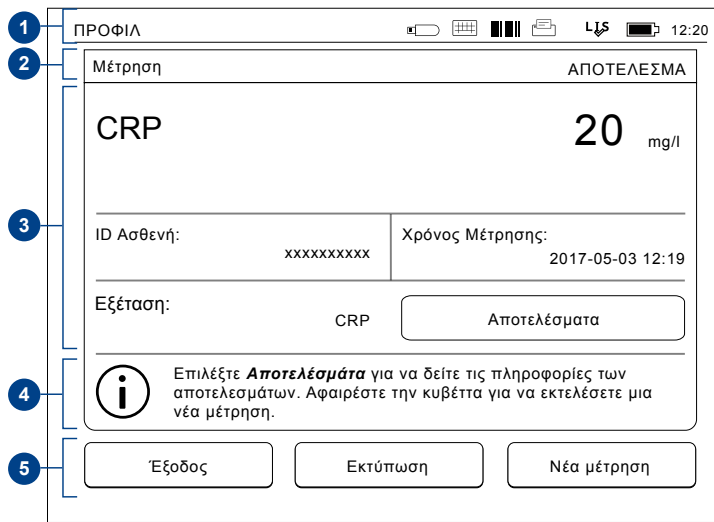 1 ΠΡΟΦΙΛ LIS 12:20
2 Μέτρηση ΑΠΟΤΕΛΕΣΜΑ
CRP 20 mg/l
3
ID Ασθενή: xxxxxxxxxx
Χρόνος Μέτρησης: 2017-05-03 12:19
Εξέταση: CRP Αποτελέσματα
4
Επιλέξτε Αποτελέσμάτα για να δείτε τις πληροφορίες των
αποτελεσμάτων. Αφαιρέστε την κυβέττα για να εκτελέσετε μια
νέα μέτρηση.
5 Έξοδος Εκτύπωση Νέα μέτρηση